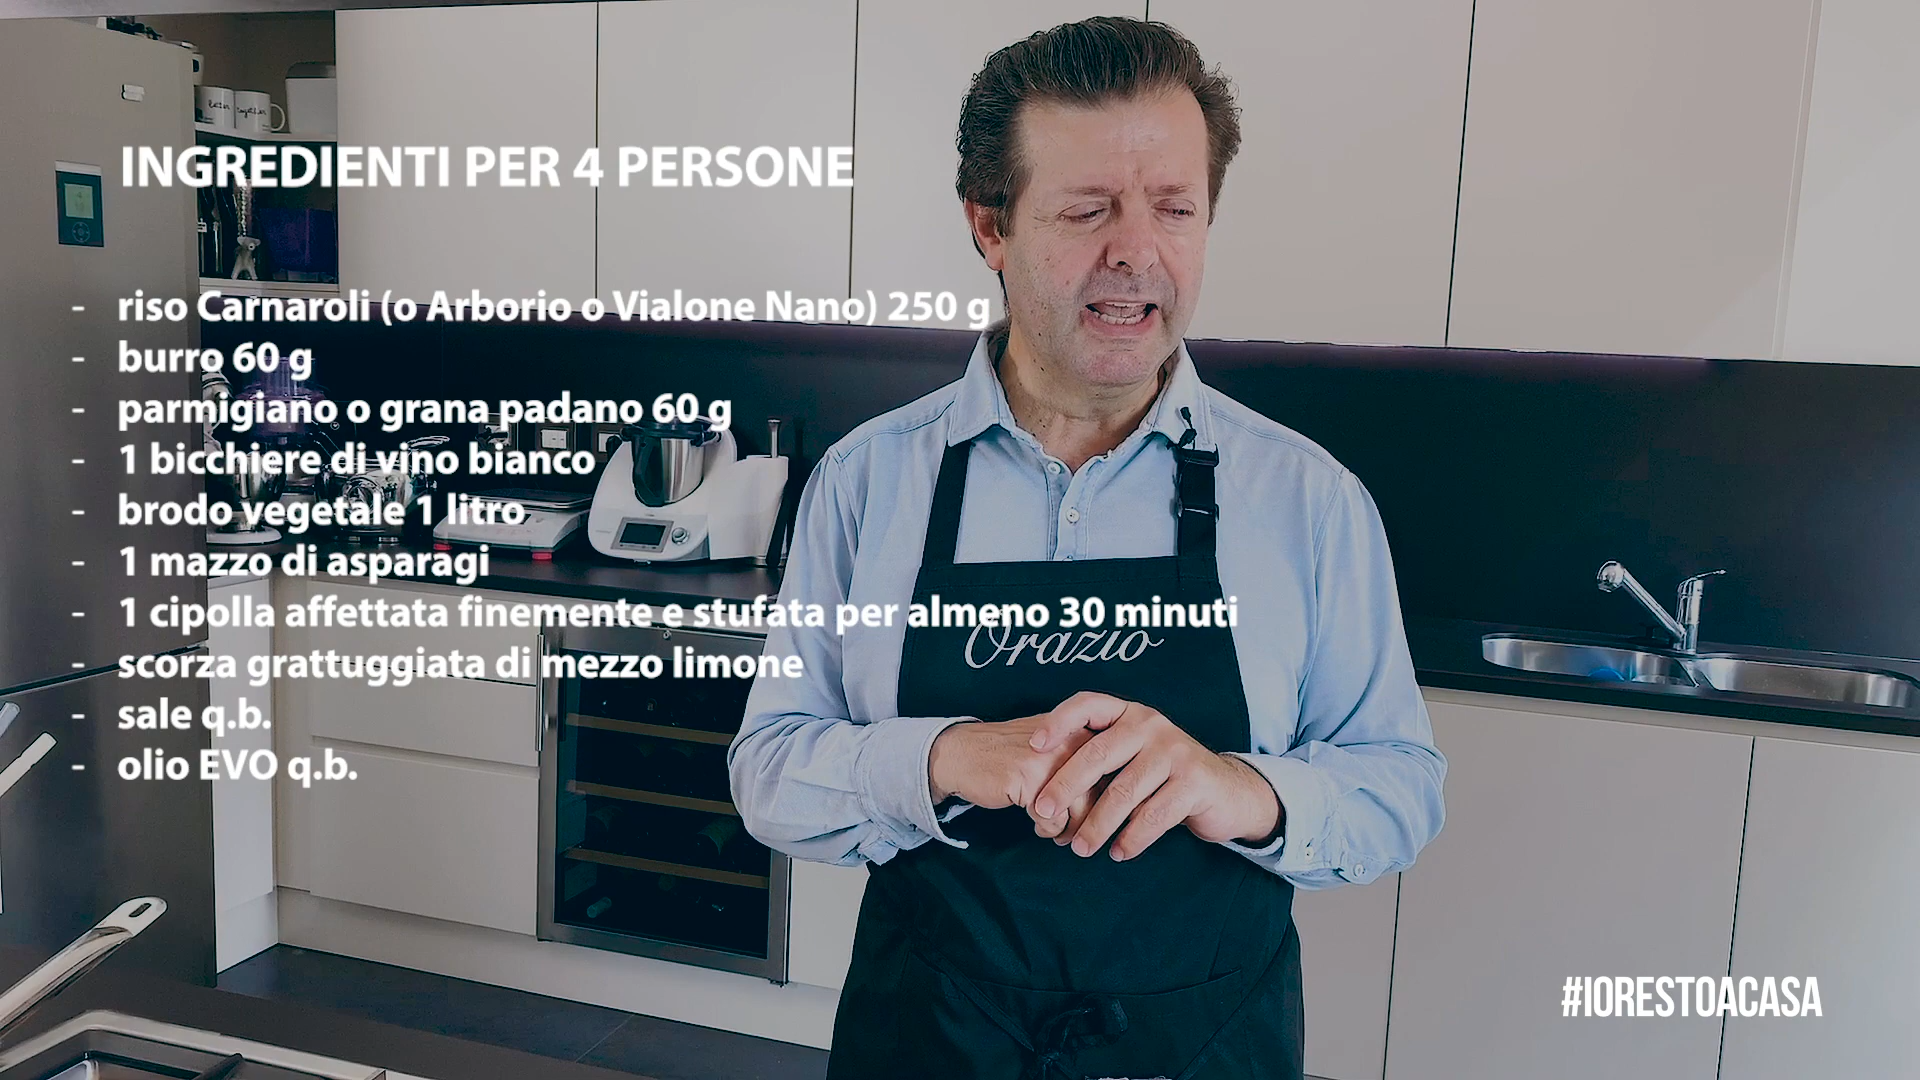 Better
Together
INGREDIENTI PER 4 PERSONE
- riso Carnaroli (o Arborio o Vialone Nano) 250 g
- burro 60 g
- parmigiano o grana padano 60 g
- 1 bicchiere di vino bianco
- brodo vegetale 1 litro
- 1 mazzo di asparagi
- 1 cipolla affettata finemente e stufata per almeno 30 minuti
- scorza grattuggiata di mezzo limone
- sale q.b.
- olio EVO q.b.
Orazio
#IORESTOACASA